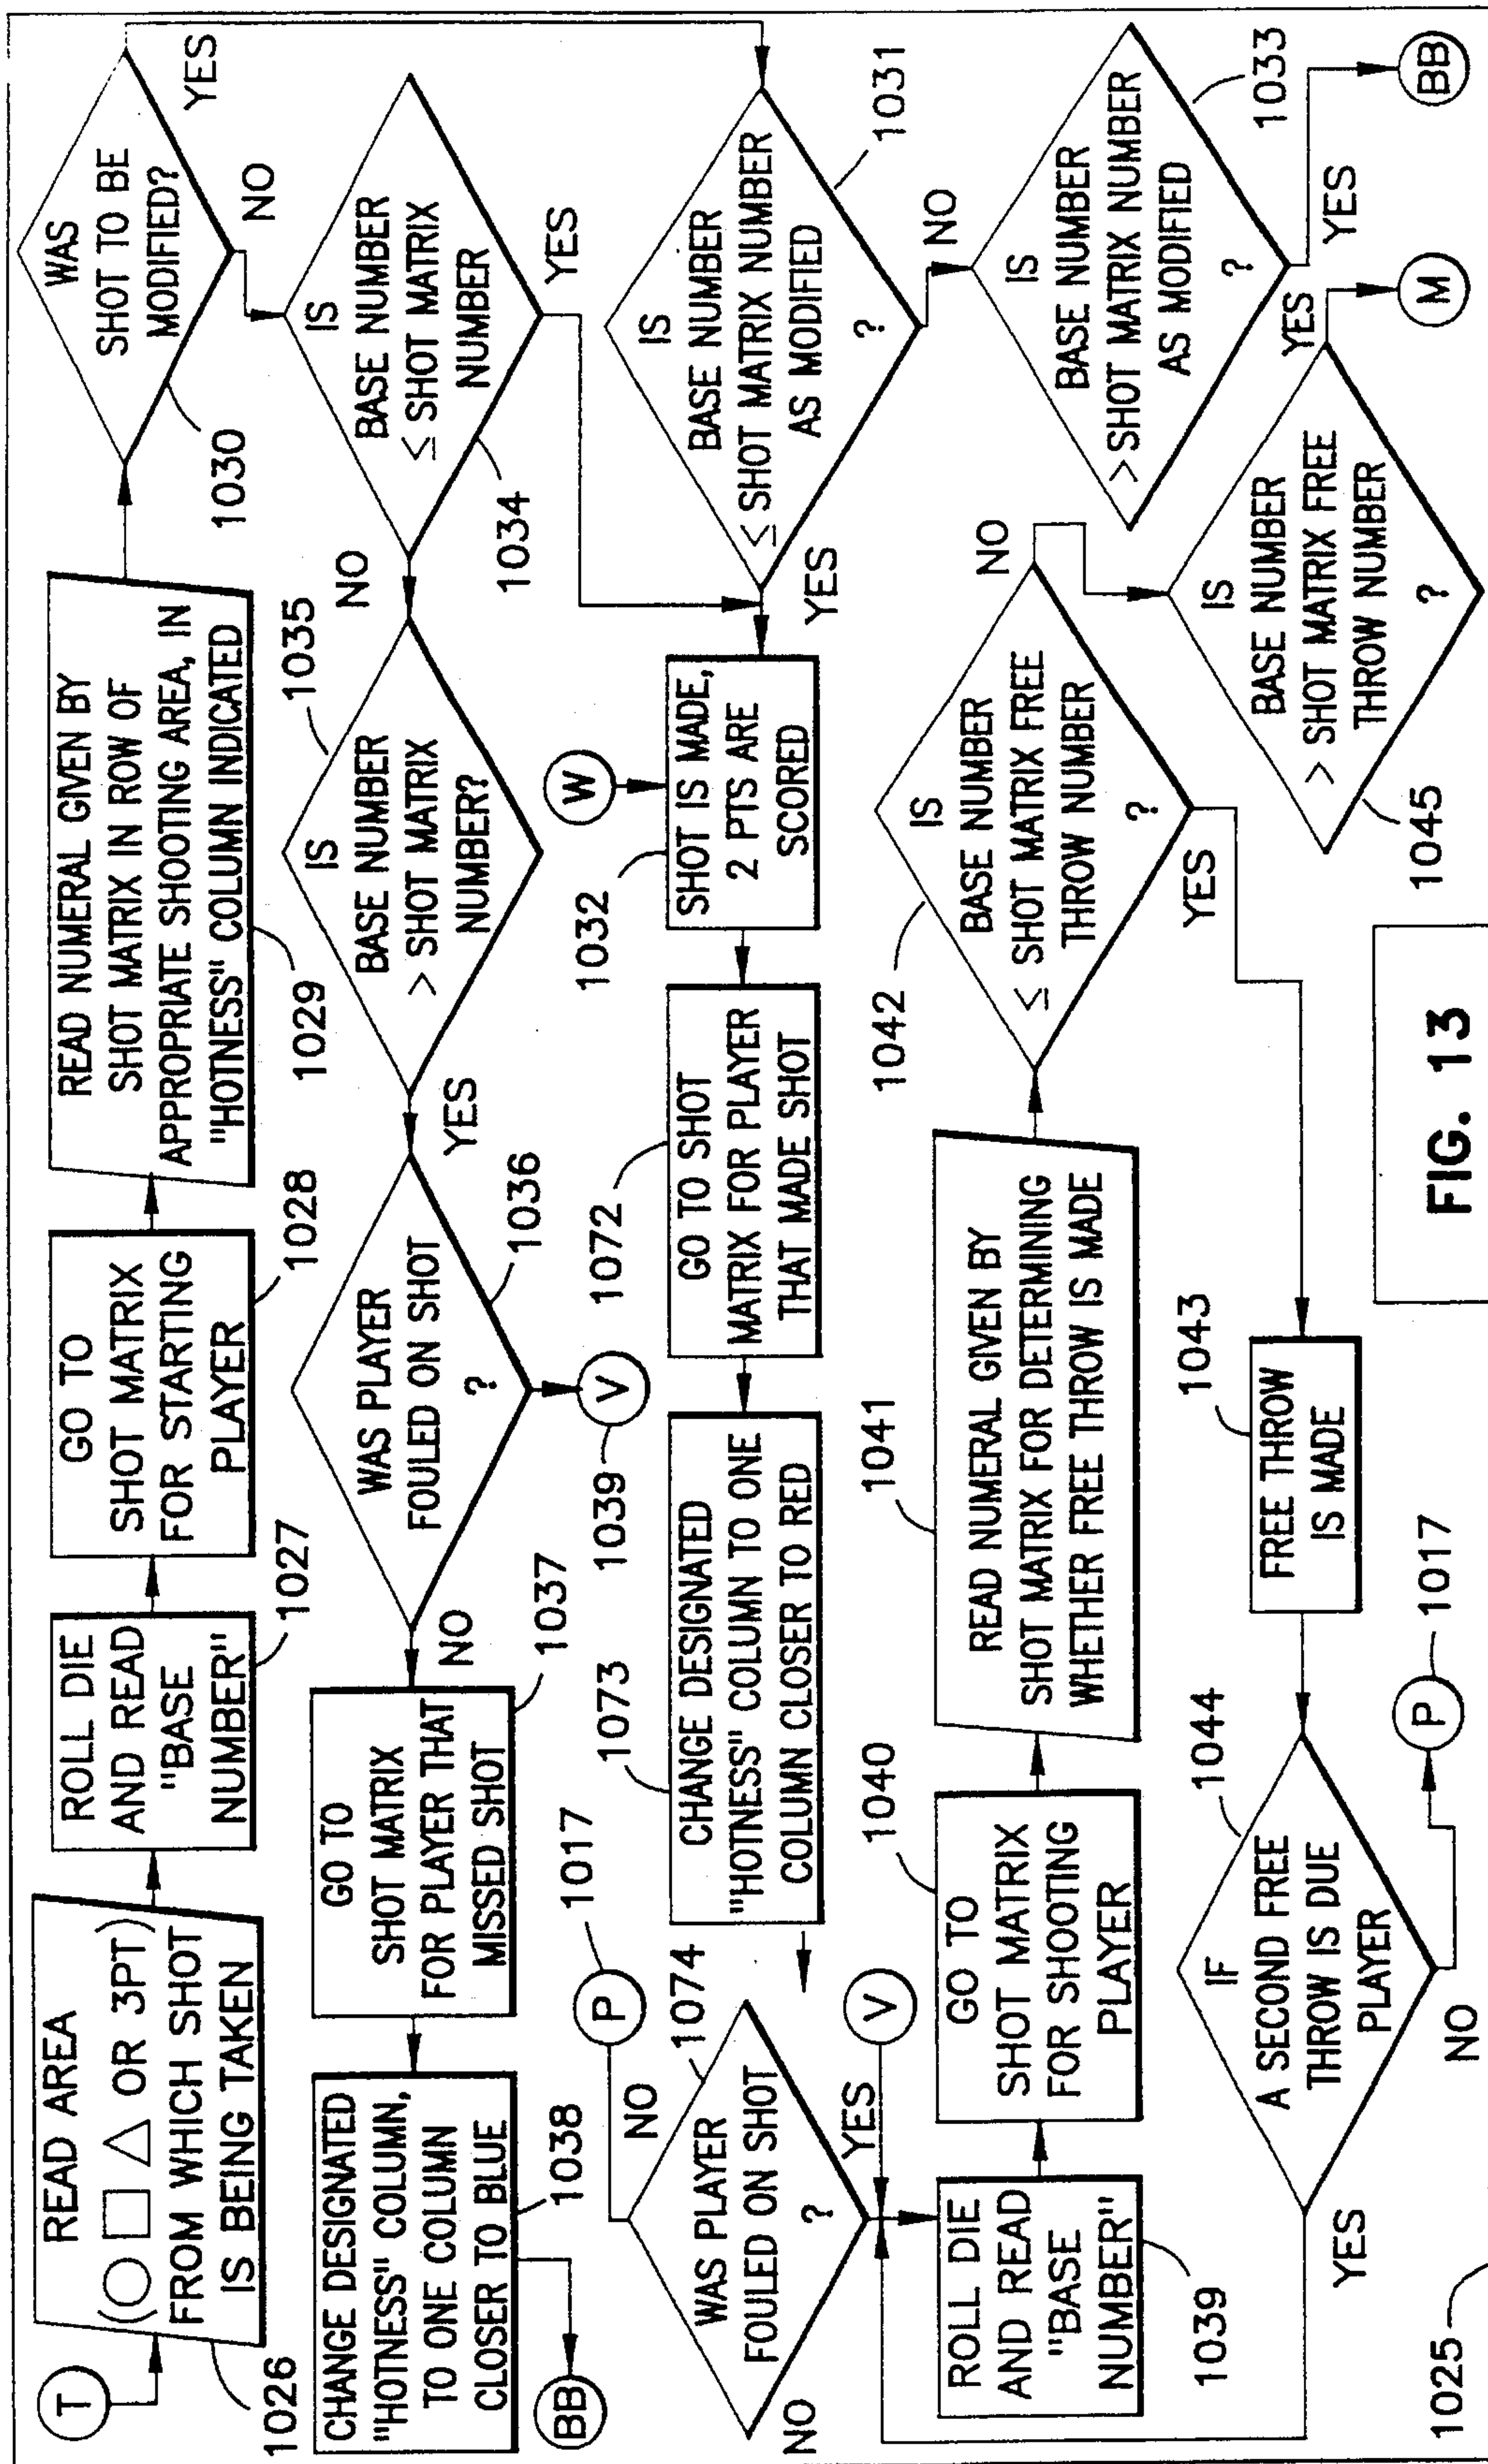 T
READ AREA
(○ □ △ OR 3PT)
FROM WHICH SHOT
IS BEING TAKEN
1026
ROLL DIE
AND READ
"BASE
NUMBER"
1027
GO TO
SHOT MATRIX
FOR STARTING
PLAYER
1028
READ NUMERAL GIVEN BY
SHOT MATRIX IN ROW OF
APPROPRIATE SHOOTING AREA, IN
"HOTNESS" COLUMN INDICATED
1029
WAS
SHOT TO BE
MODIFIED?
1030
YES
NO
CHANGE DESIGNATED
"HOTNESS" COLUMN,
TO ONE COLUMN
CLOSER TO BLUE
1038
BB
GO TO
SHOT MATRIX
FOR PLAYER THAT
MISSED SHOT
1037
NO
WAS PLAYER
FOULED ON SHOT
?
1036
V
1039
YES
IS
BASE NUMBER
> SHOT MATRIX
NUMBER?
1035
NO
IS
BASE NUMBER
≤ SHOT MATRIX
NUMBER
1034
YES
P
1017
NO
WAS PLAYER
FOULED ON SHOT
?
1074
NO
YES
CHANGE DESIGNATED
"HOTNESS" COLUMN TO ONE
COLUMN CLOSER TO RED
1073
GO TO SHOT
MATRIX FOR PLAYER
THAT MADE SHOT
1072
W
SHOT IS MADE,
2 PTS ARE
SCORED
1032
YES
IS
BASE NUMBER
≤ SHOT MATRIX NUMBER
AS MODIFIED
?
1031
NO
V
ROLL DIE
AND READ
"BASE
NUMBER"
1039
GO TO
SHOT MATRIX
FOR SHOOTING
PLAYER
1040
READ NUMERAL GIVEN BY
SHOT MATRIX FOR DETERMINING
WHETHER FREE THROW IS MADE
1041
IS
BASE NUMBER
≤ SHOT MATRIX FREE
THROW NUMBER
?
1042
NO
YES
IS
BASE NUMBER
> SHOT MATRIX NUMBER
AS MODIFIED
?
1033
YES
BB
IF
A SECOND FREE
THROW IS DUE
PLAYER
1044
YES
NO
P
1017
FREE THROW
IS MADE
1043
IS
BASE NUMBER
> SHOT MATRIX FREE
THROW NUMBER
?
1045
YES
M
1025
FIG. 13